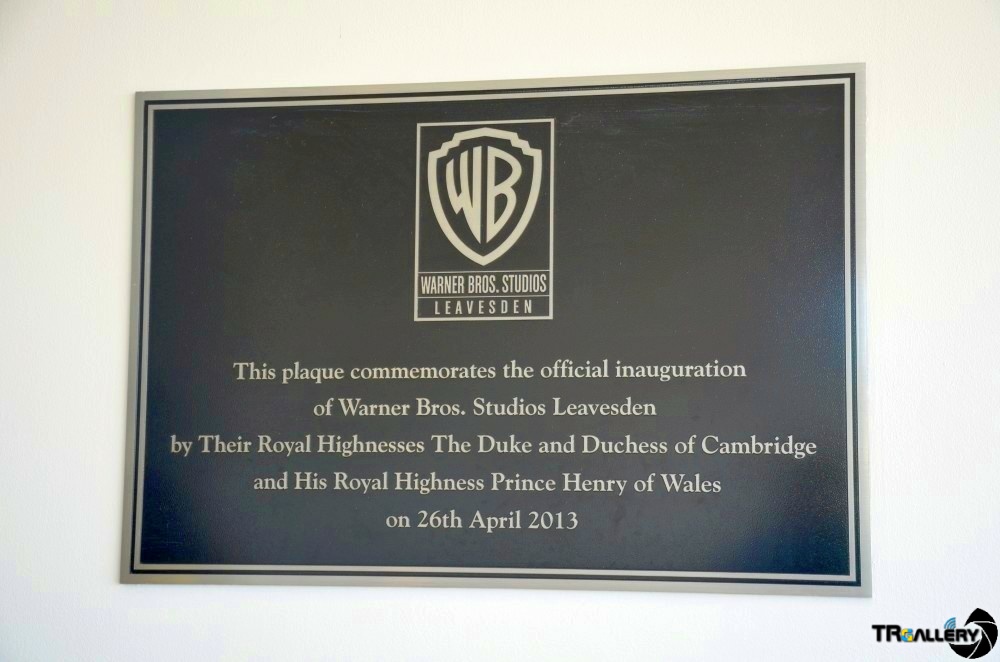 WB
WARNER BROS. STUDIOS
LEAVESDEN
This plaque commemorates the official inauguration
of Warner Bros. Studios Leavesden
by Their Royal Highnesses The Duke and Duchess of Cambridge
and His Royal Highness Prince Henry of Wales
on 26th April 2013
TRGALLERY